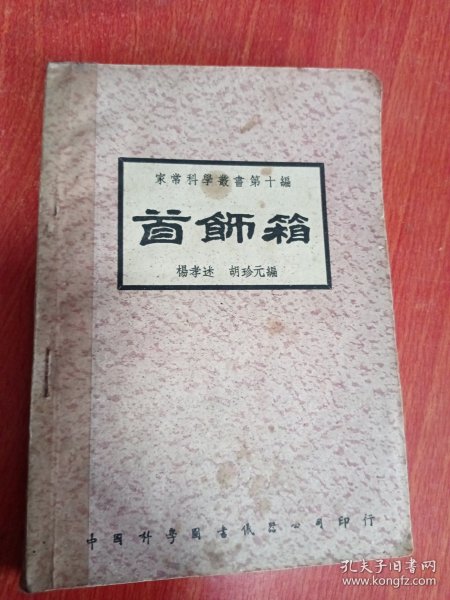 家常科學叢書第十編
首飾箱
楊孝述 胡珍元編
中國科學圖書儀器公司印行
孔夫子旧书网
www.kongfz.com